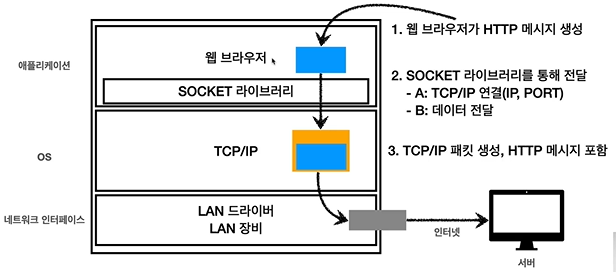 1. 웹 브라우저가 HTTP 메시지 생성
애플리케이션
웹 브라우저
SOCKET 라이브러리
2. SOCKET 라이브러리를 통해 전달
- A: TCP/IP 연결(IP, PORT)
- B: 데이터 전달
OS
TCP/IP
3. TCP/IP 패킷 생성, HTTP 메시지 포함
네트워크 인터페이스
LAN 드라이버
LAN 장비
인터넷
서버